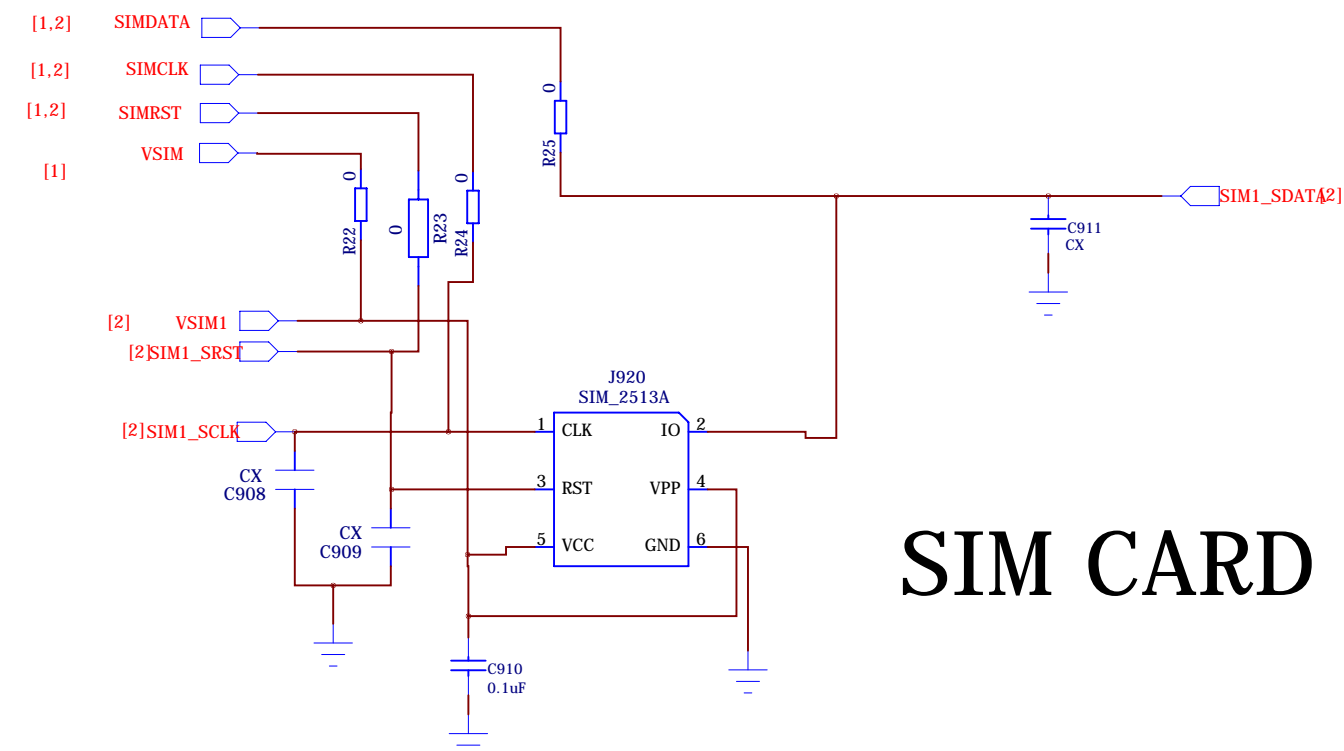 [1,2] SIMDATA
[1,2] SIMCLK
[1,2] SIMRST
VSIM
[1]
0
R25
0
R22
0
R23
0
R24
SIM1_SDATA[2]
C911
CX
[2] VSIM1
[2]SIM1_SRST
[2]SIM1_SCLK
J920
SIM_2513A
1 CLK IO 2
3 RST VPP 4
5 VCC GND 6
CX
C908
CX
C909
C910
0.1uF
SIM CARD